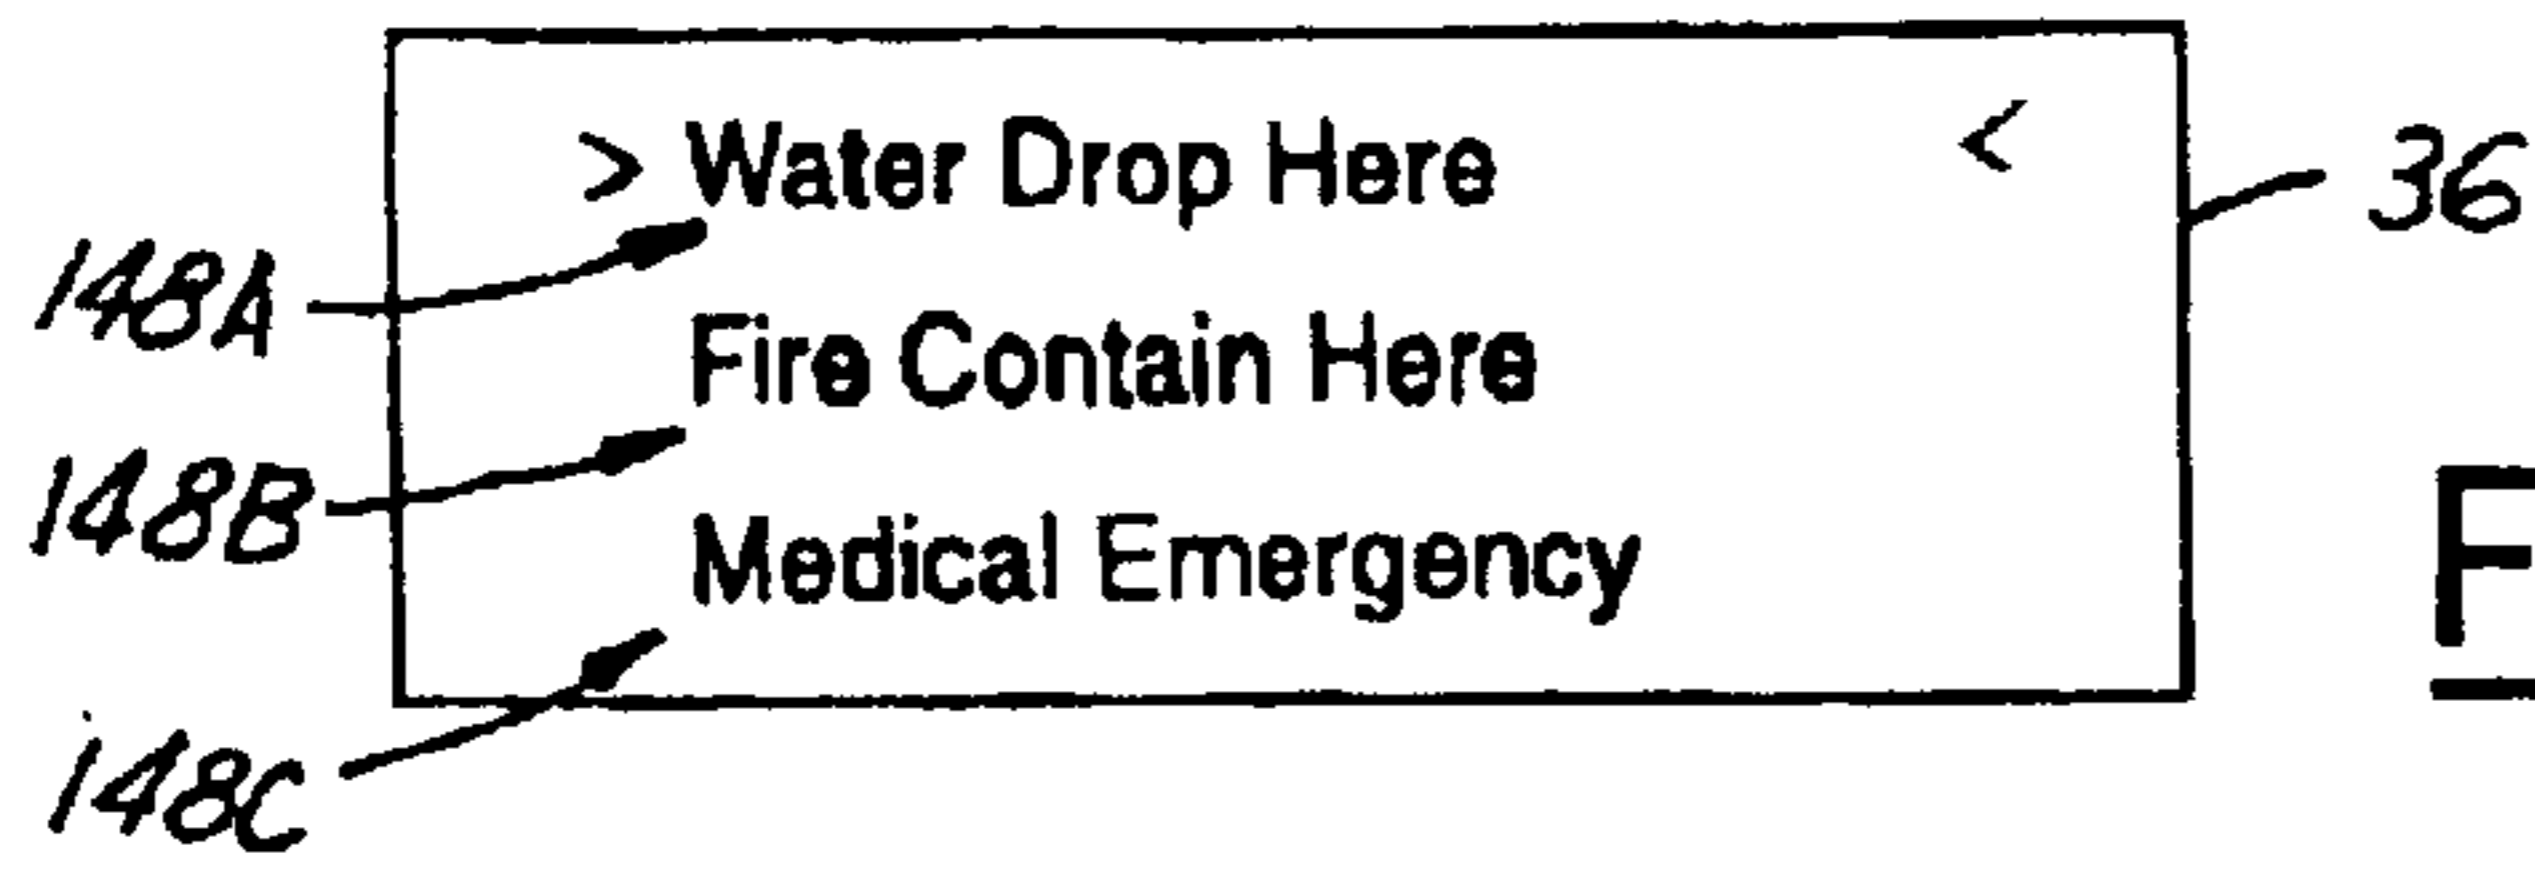 > Water Drop Here <
36
148A
Fire Contain Here
148B
Medical Emergency
148C
F